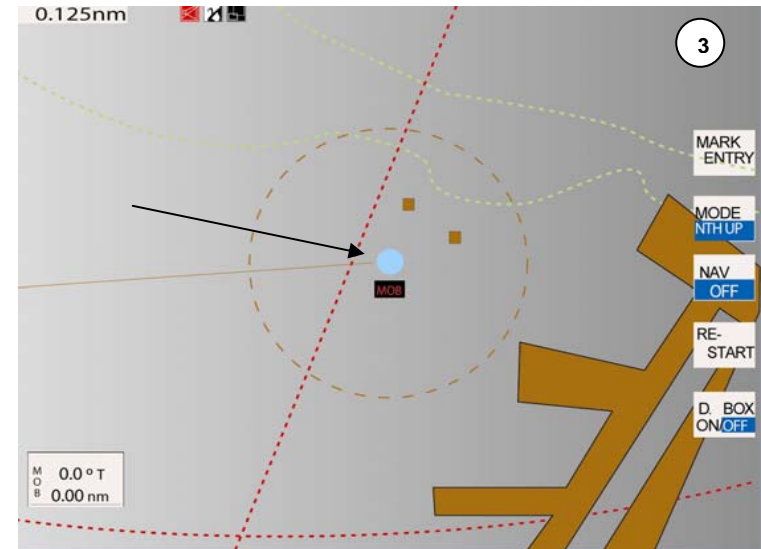 0.125nm
3
MARK
ENTRY
MODE
NTH UP
NAV
OFF
RE-
START
D. BOX
ON/OFF
MOB
MOB 0.0 º T
0.00 nm